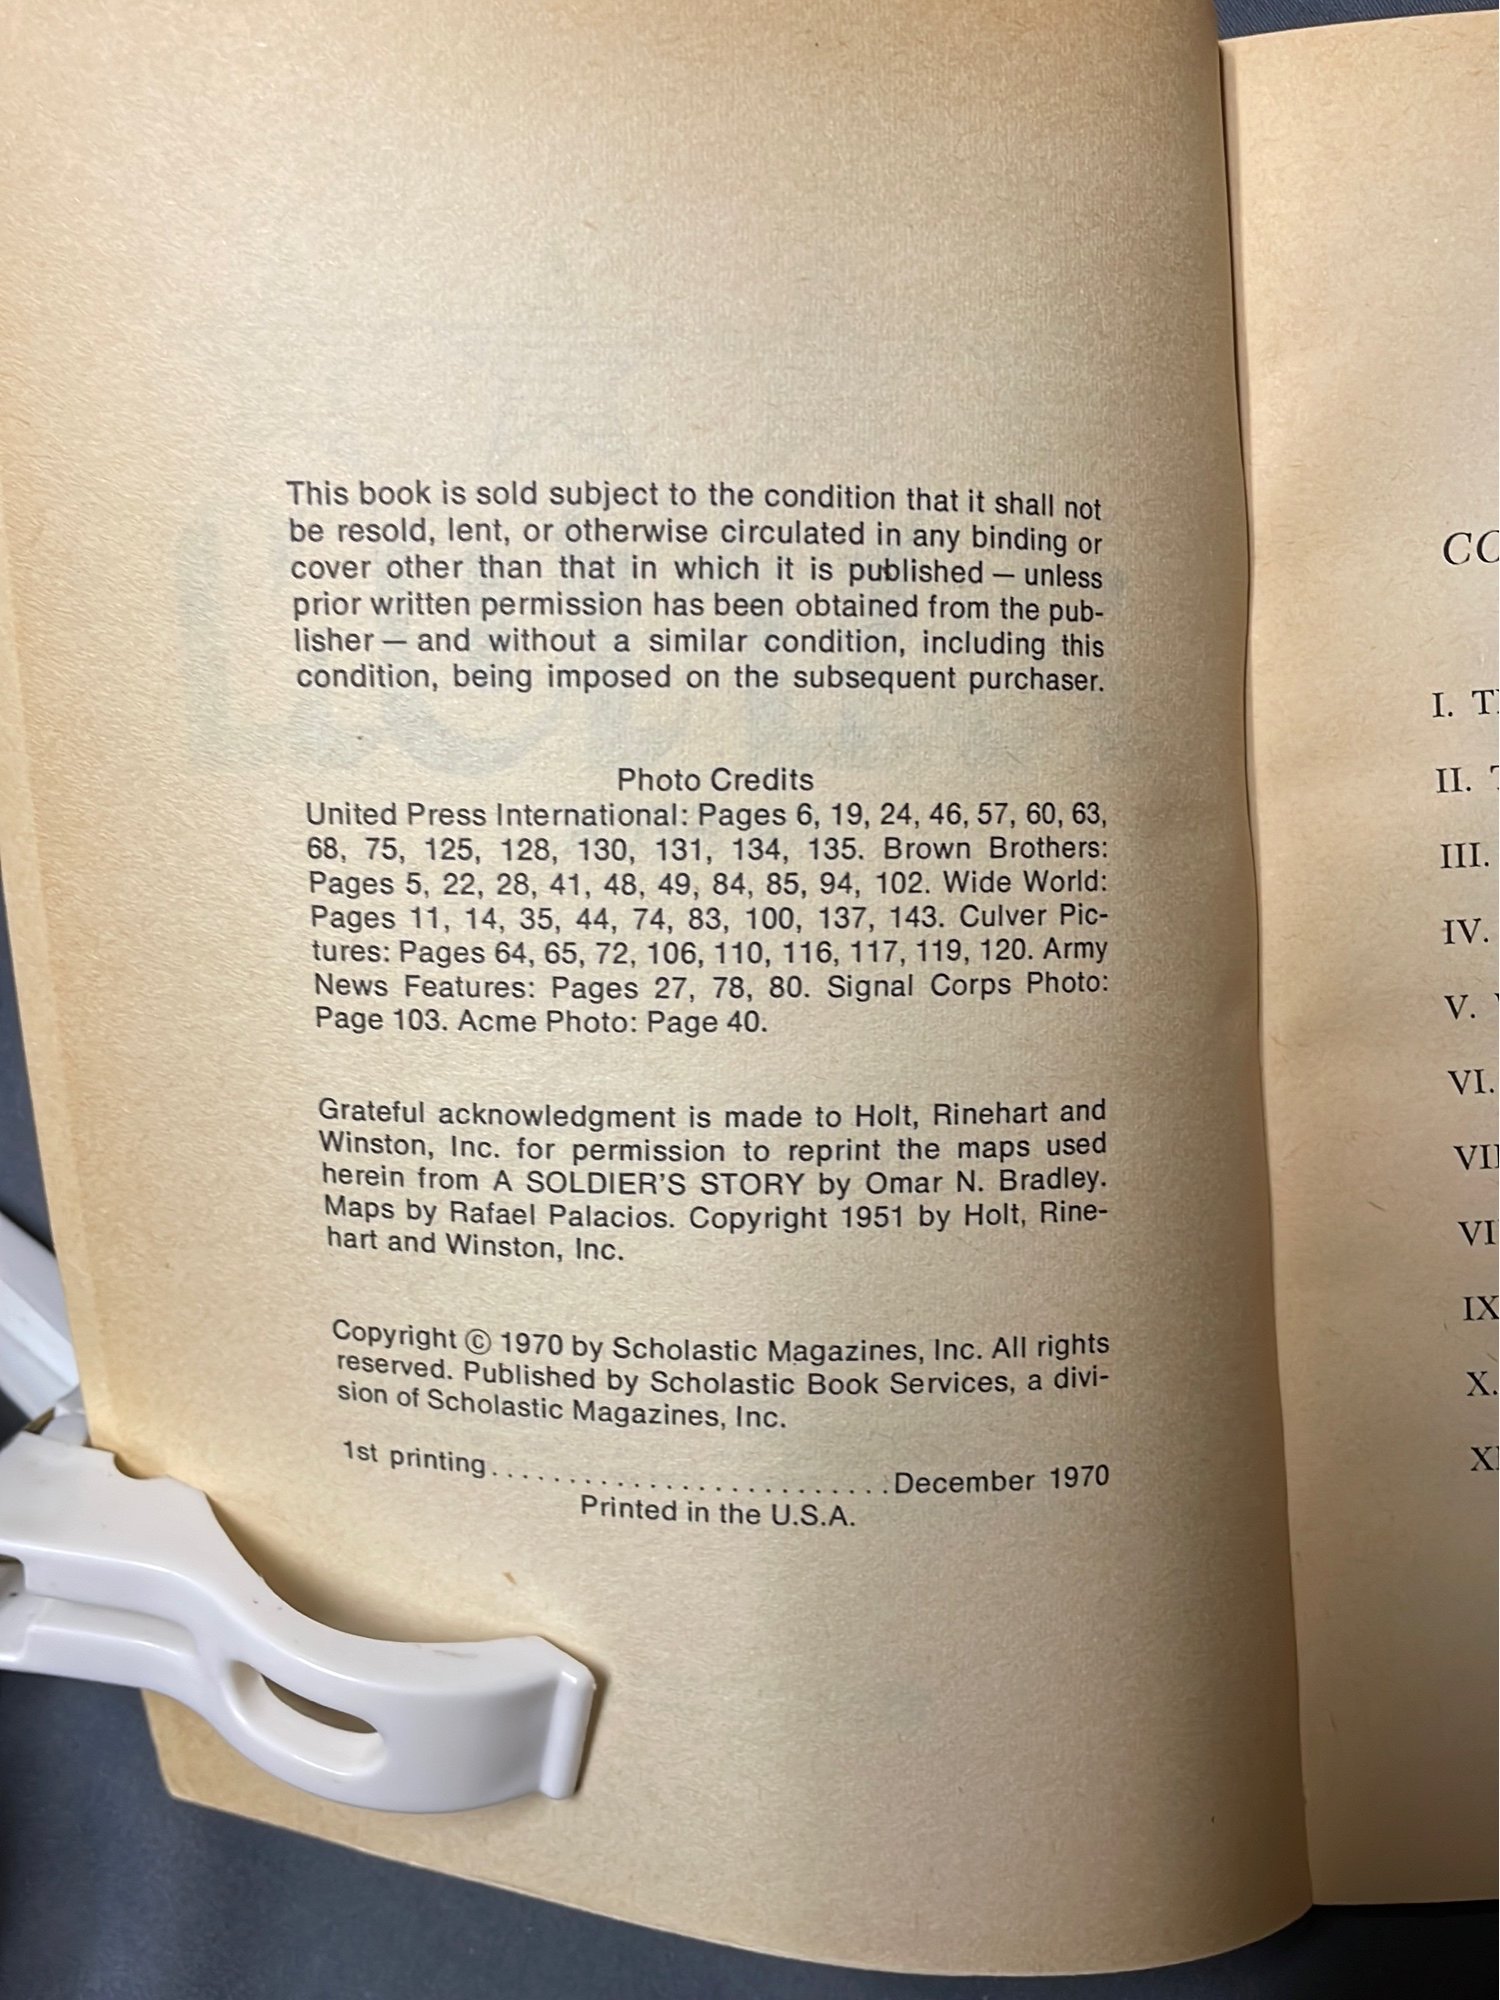 This book is sold subject to the condition that it shall not
be resold, lent, or otherwise circulated in any binding or
cover other than that in which it is published — unless
prior written permission has been obtained from the pub-
lisher — and without a similar condition, including this
condition, being imposed on the subsequent purchaser.
Photo Credits
United Press International: Pages 6, 19, 24, 46, 57, 60, 63,
68, 75, 125, 128, 130, 131, 134, 135. Brown Brothers:
Pages 5, 22, 28, 41, 48, 49, 84, 85, 94, 102. Wide World:
Pages 11, 14, 35, 44, 74, 83, 100, 137, 143. Culver Pic-
tures: Pages 64, 65, 72, 106, 110, 116, 117, 119, 120. Army
News Features: Pages 27, 78, 80. Signal Corps Photo:
Page 103. Acme Photo: Page 40.
Grateful acknowledgment is made to Holt, Rinehart and
Winston, Inc. for permission to reprint the maps used
herein from A SOLDIER'S STORY by Omar N. Bradley.
Maps by Rafael Palacios. Copyright 1951 by Holt, Rine-
hart and Winston, Inc.
Copyright © 1970 by Scholastic Magazines, Inc. All rights
reserved. Published by Scholastic Book Services, a divi-
sion of Scholastic Magazines, Inc.
1st printing..........................December 1970
Printed in the U.S.A.
I.
II.
III.
IV.
V.
VI.
IX
X.